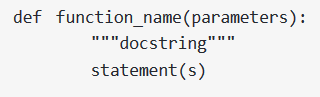 def function_name(parameters):
"""docstring"""
statement(s)